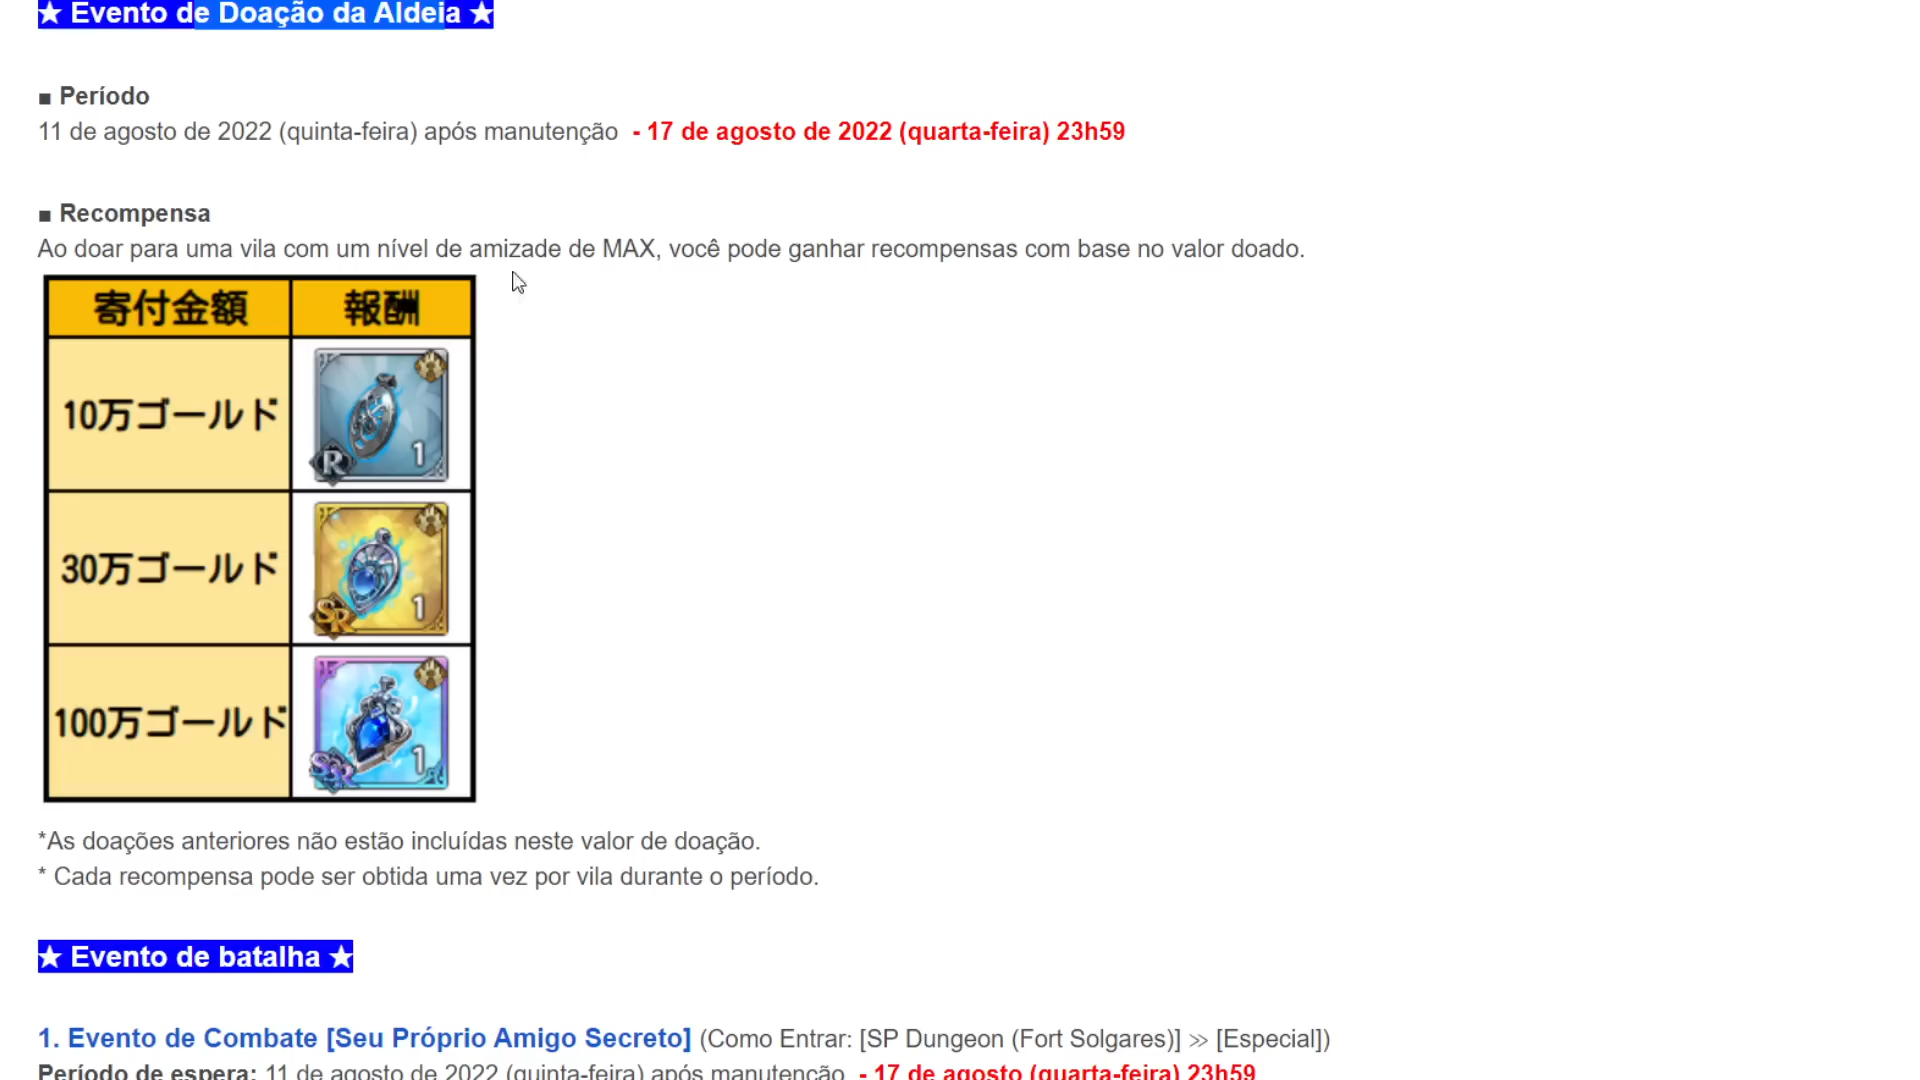 ★ Evento de Doação da Aldeia ★
■ Período
11 de agosto de 2022 (quinta-feira) após manutenção - 17 de agosto de 2022 (quarta-feira) 23h59
■ Recompensa
Ao doar para uma vila com um nível de amizade de MAX, você pode ganhar recompensas com base no valor doado.
寄付金額 報酬
10万ゴールド R 1
30万ゴールド SR 1
100万ゴールド SSR 1
*As doações anteriores não estão incluídas neste valor de doação.
* Cada recompensa pode ser obtida uma vez por vila durante o período.
★ Evento de batalha ★
1. Evento de Combate [Seu Próprio Amigo Secreto] (Como Entrar: [SP Dungeon (Fort Solgares)] >> [Especial])
Período de espera: 11 de agosto de 2022 (quinta-feira) após manutenção - 17 de agosto (quarta-feira) 23h59